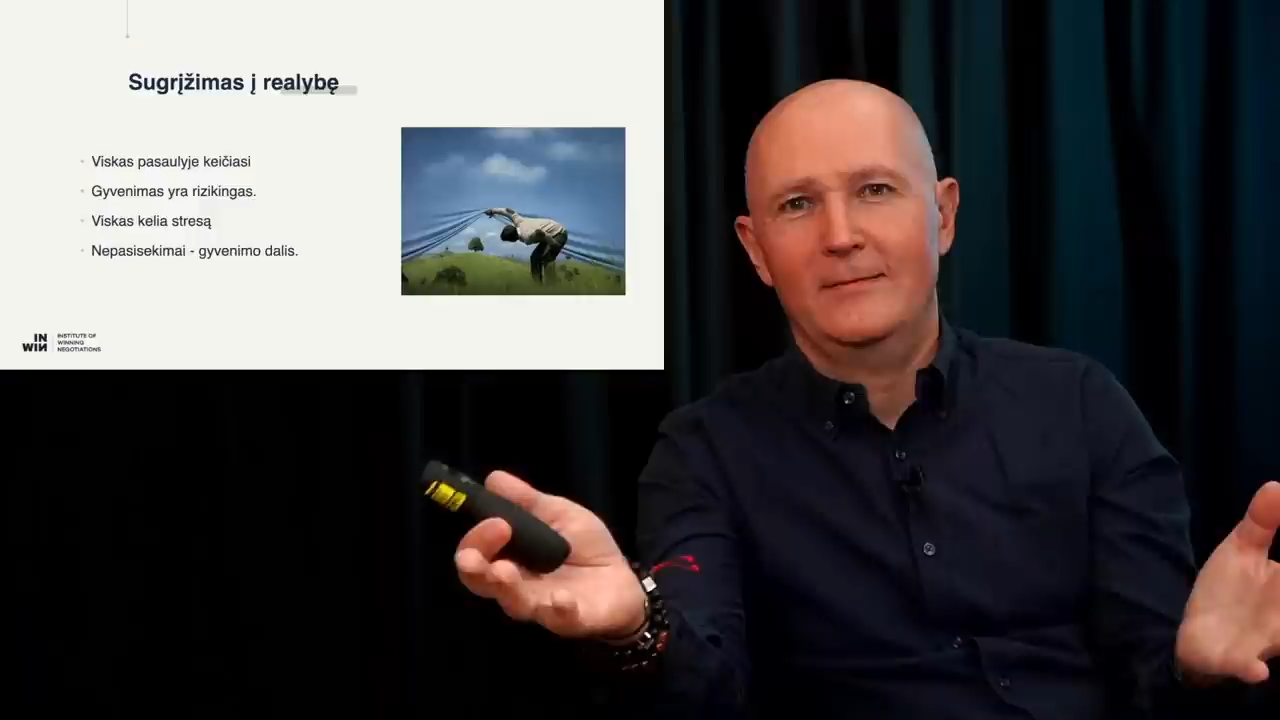 Sugrįžimas į realybę
Viskas pasaulyje keičiasi
Gyvenimas yra rizikingas.
Viskas kelia stresą
Nepasisekimai - gyvenimo dalis.
IN
WIN
INSTITUTE OF
WINNING
NEGOTIATIONS